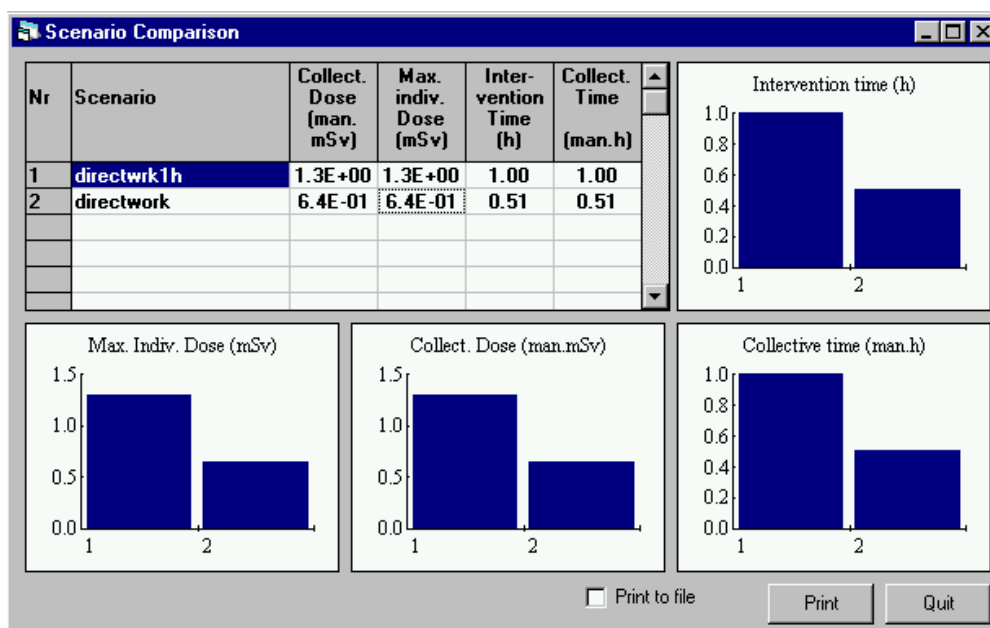 Scenario Comparison
Nr Scenario Collect. Dose (man. mSv) Max. indiv. Dose (mSv) Inter- vention Time (h) Collect. Time (man.h)
1 directwrk1h 1.3E+00 1.3E+00 1.00 1.00
2 directwork 6.4E-01 6.4E-01 0.51 0.51
Intervention time (h)
1.0
0.8
0.6
0.4
0.2
0.0
1 2
Max. Indiv. Dose (mSv)
1.5
1.0
0.5
0.0
1 2
Collect. Dose (man.mSv)
1.5
1.0
0.5
0.0
1 2
Collective time (man.h)
1.0
0.8
0.6
0.4
0.2
0.0
1 2
Print to file
Print
Quit